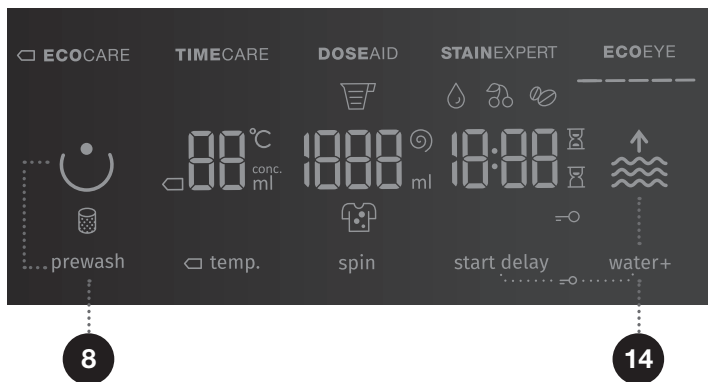 ECOCARE TIMECARE DOSEAID STAINEXPERT ECOEYE
88 °C 1888 18:88
conc.
ml ml
prewash temp. spin start delay water+
8 14